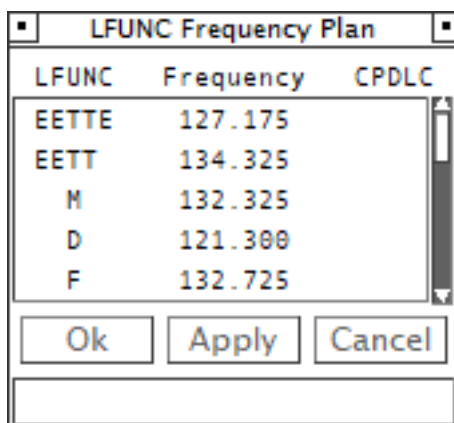 LFUNC Frequency Plan
LFUNC Frequency CPDLC
EETTE 127.175
EETT 134.325
M 132.325
D 121.300
F 132.725
Ok Apply Cancel